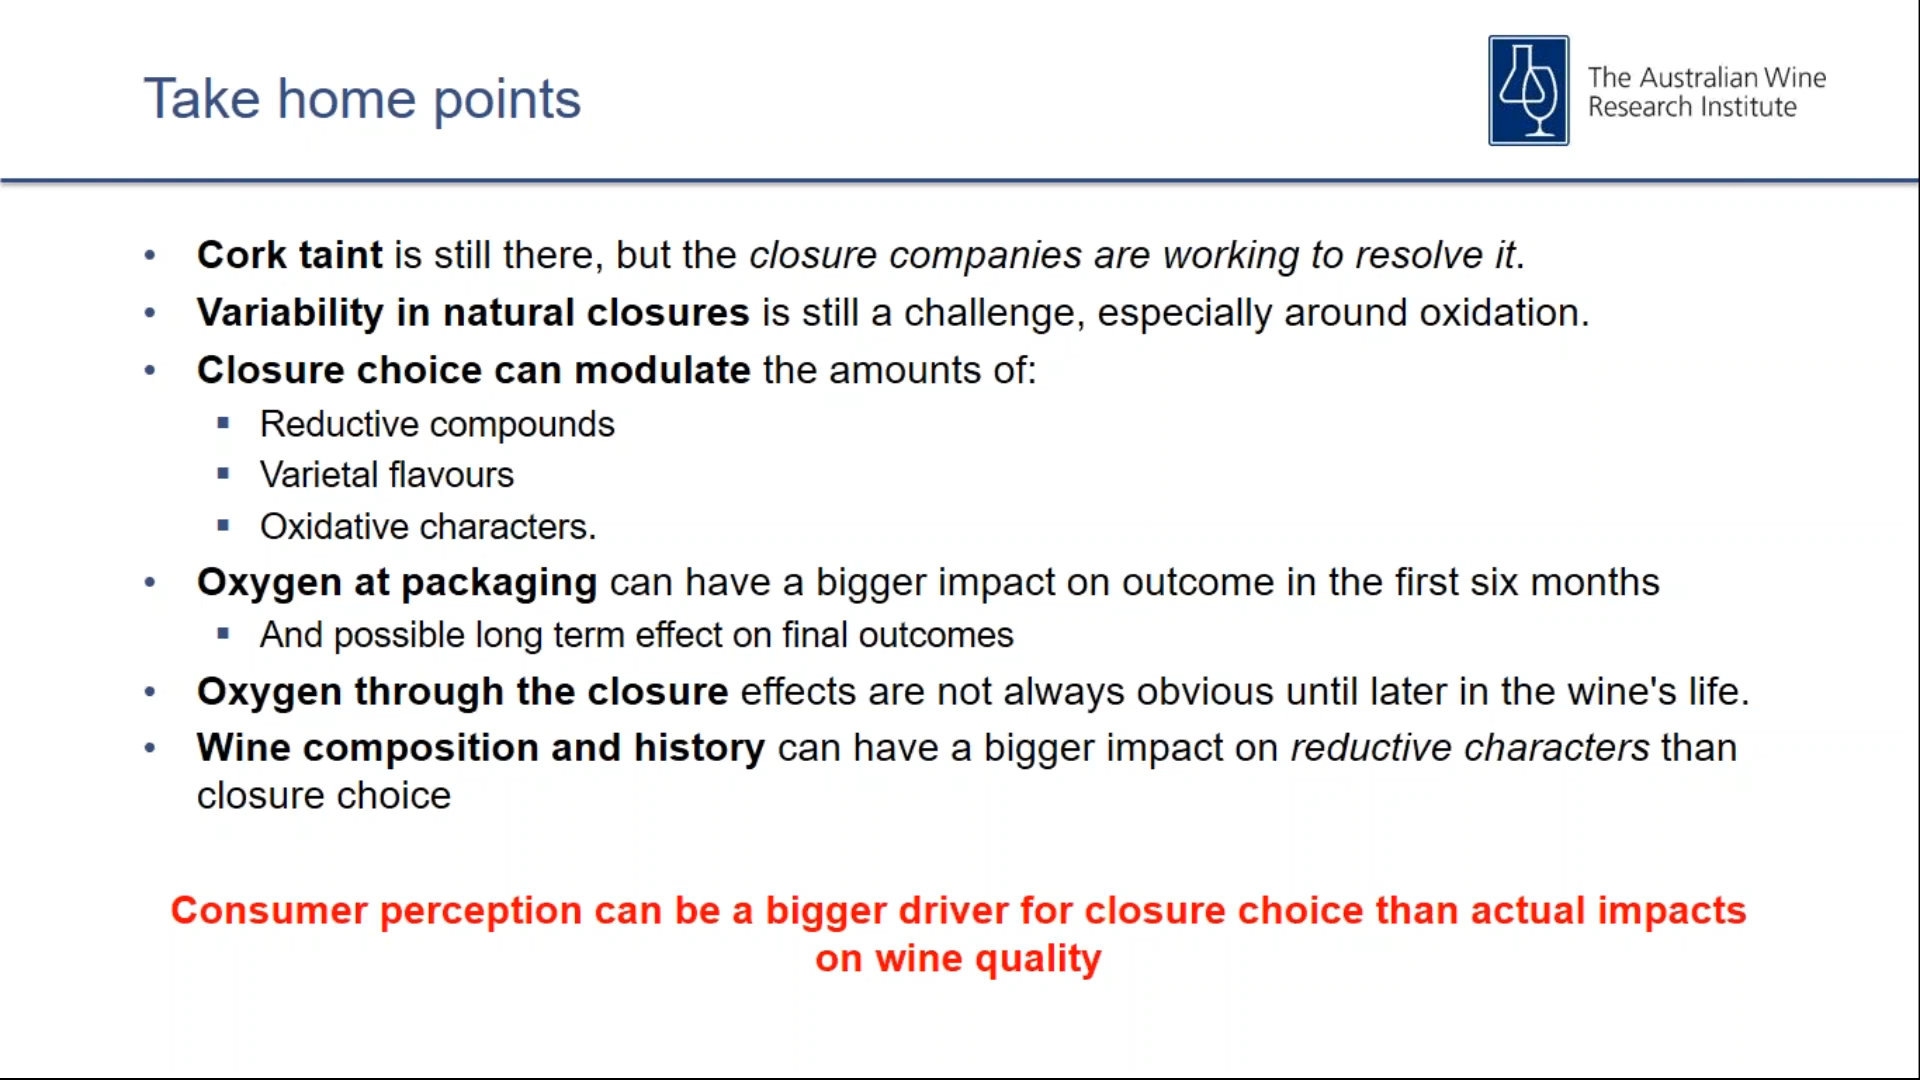 Take home points
The Australian Wine
Research Institute
• Cork taint is still there, but the closure companies are working to resolve it.
• Variability in natural closures is still a challenge, especially around oxidation.
• Closure choice can modulate the amounts of:
▪ Reductive compounds
▪ Varietal flavours
▪ Oxidative characters.
• Oxygen at packaging can have a bigger impact on outcome in the first six months
▪ And possible long term effect on final outcomes
• Oxygen through the closure effects are not always obvious until later in the wine's life.
• Wine composition and history can have a bigger impact on reductive characters than
closure choice
Consumer perception can be a bigger driver for closure choice than actual impacts
on wine quality